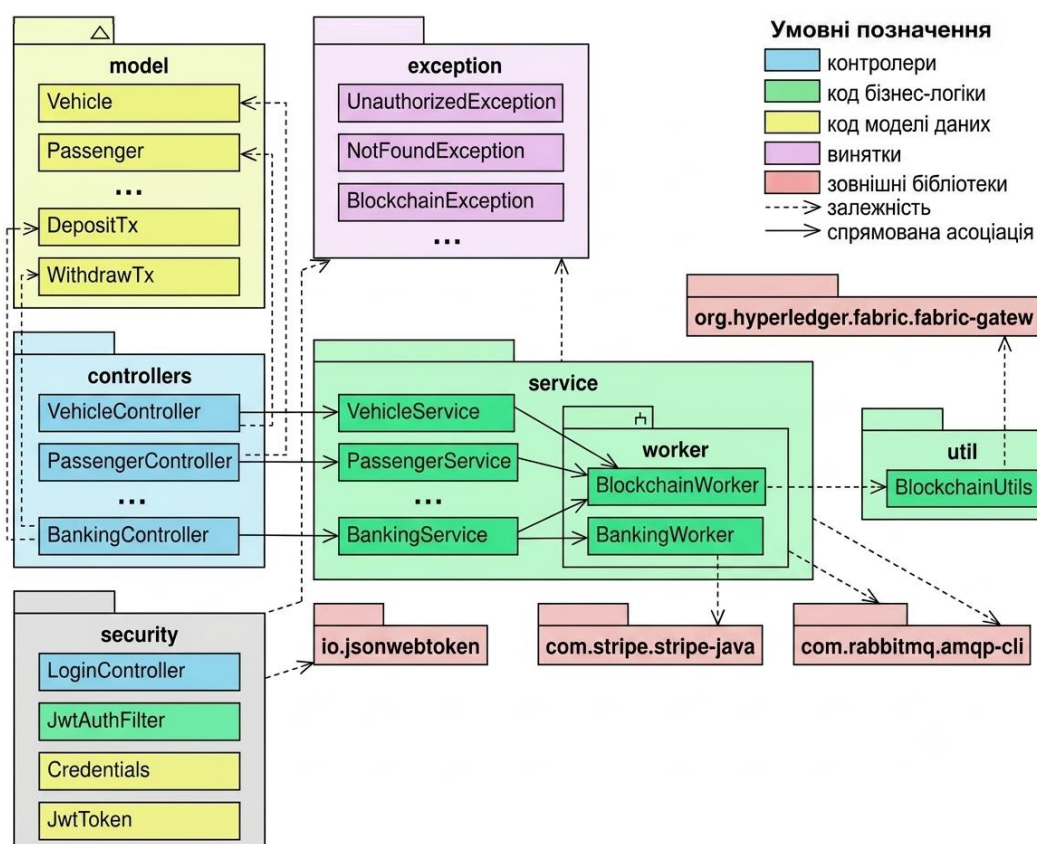 model
Vehicle
Passenger
...
DepositTx
WithdrawTx
exception
UnauthorizedException
NotFoundException
BlockchainException
...
Умовні позначення
контролери
код бізнес-логіки
код моделі даних
винятки
зовнішні бібліотеки
залежність
спрямована асоціація
org.hyperledger.fabric.fabric-gatew
controllers
VehicleController
PassengerController
...
BankingController
service
VehicleService
PassengerService
...
BankingService
worker
BlockchainWorker
BankingWorker
util
BlockchainUtils
security
LoginController
JwtAuthFilter
Credentials
JwtToken
io.jsonwebtoken
com.stripe.stripe-java
com.rabbitmq.amqp-cli